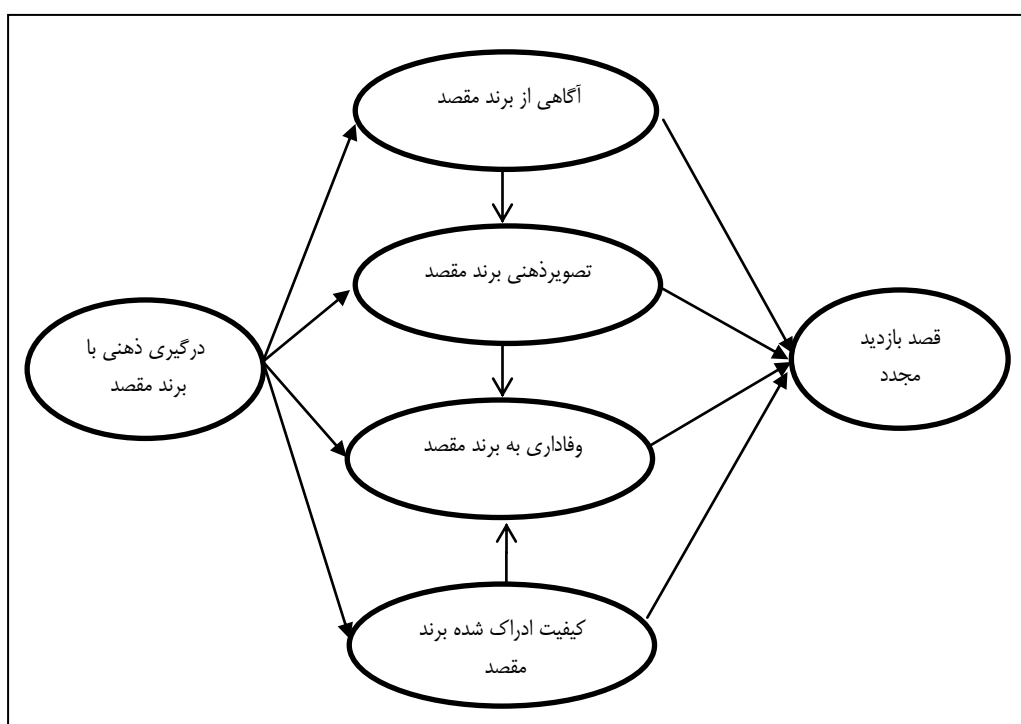 آگاهی از برند مقصد
تصویرذهنی برند مقصد
قصد بازدید
مجدد
درگیری ذهنی با
برند مقصد
وفاداری به برند مقصد
کیفیت ادراک شده برند
مقصد